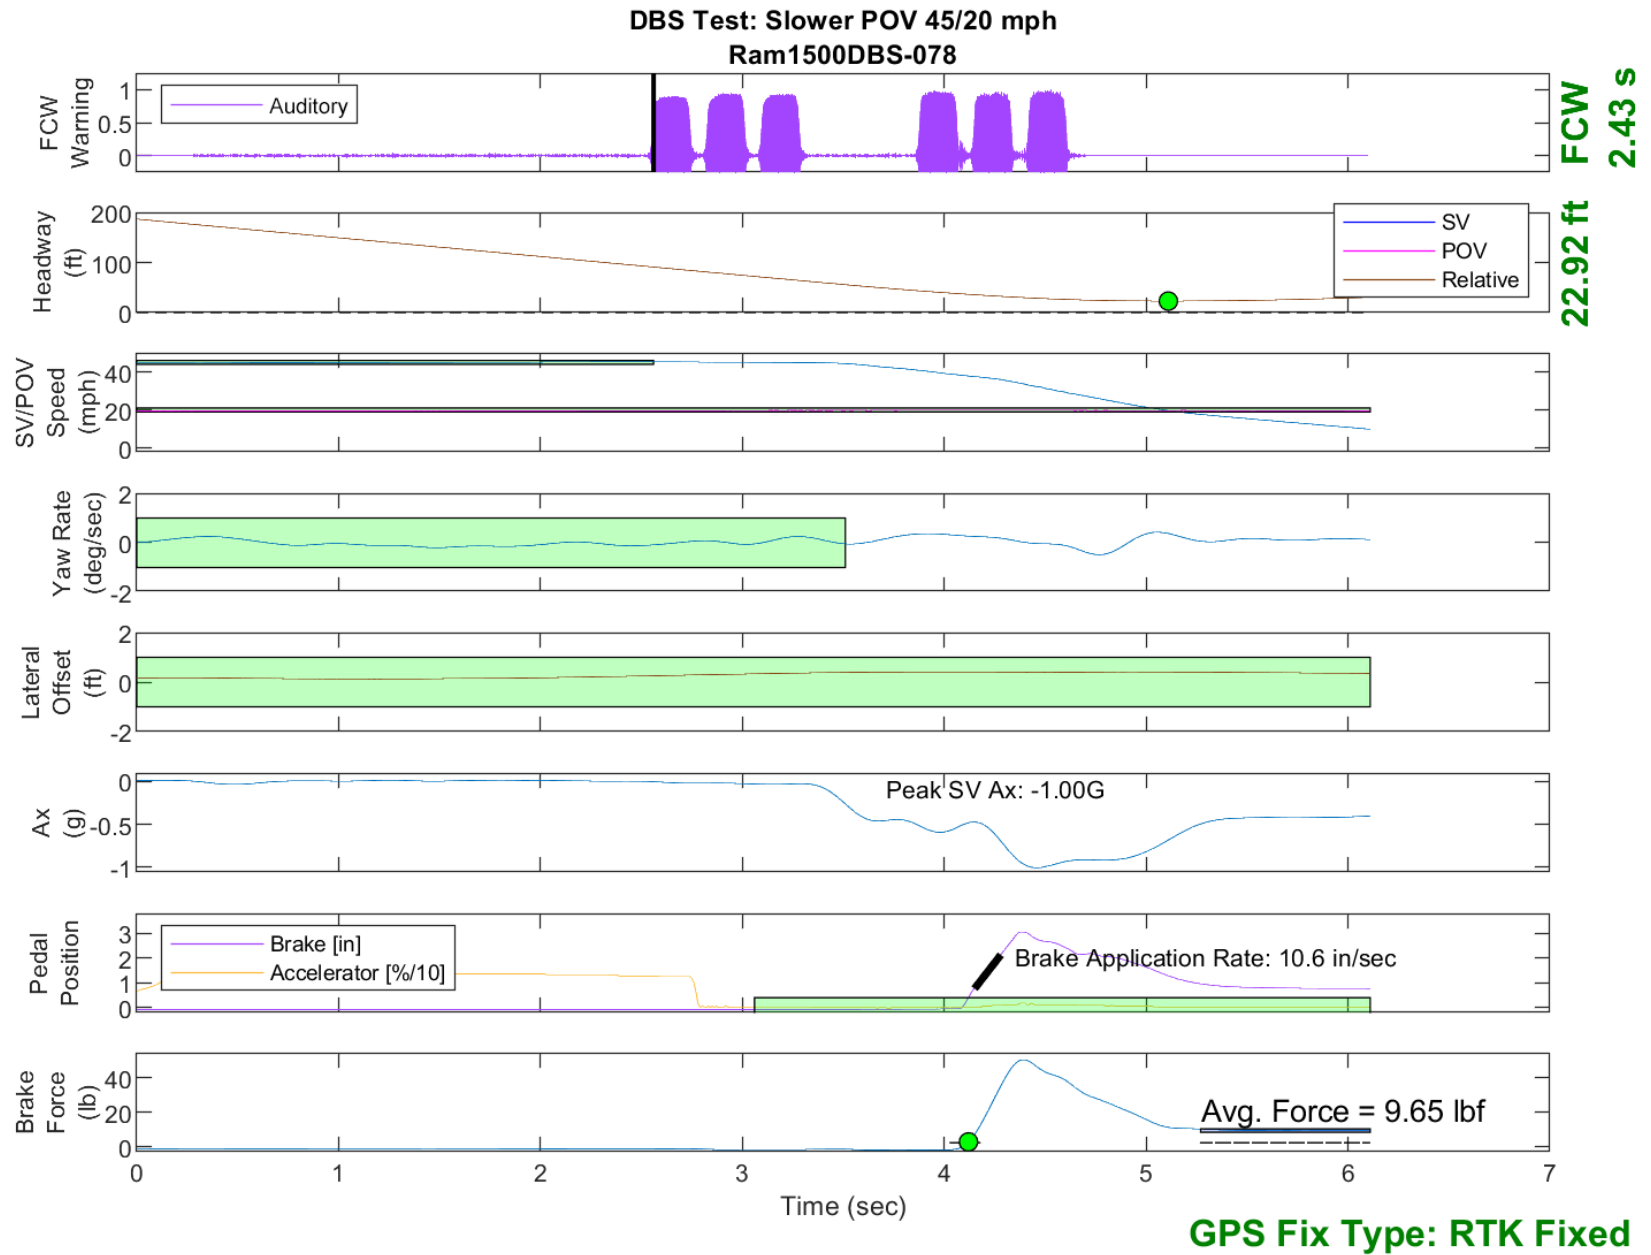 DBS Test: Slower POV 45/20 mph
Ram1500DBS-078
FCW
Warning
1
0.5
0
Auditory
FCW
2.43 s
Headway
(ft)
200
100
0
SV
POV
Relative
22.92 ft
SV/POV
Speed
(mph)
40
20
0
Yaw Rate
(deg/sec)
2
0
-2
Lateral
Offset
(ft)
2
0
-2
Ax
(g)
0
-0.5
-1
Peak SV Ax: -1.00G
Pedal
Position
3
2
1
0
Brake [in]
Accelerator [%/10]
Brake Application Rate: 10.6 in/sec
Brake
Force
(lb)
40
20
0
Avg. Force = 9.65 lbf
0 1 2 3 4 5 6 7
Time (sec)
GPS Fix Type: RTK Fixed